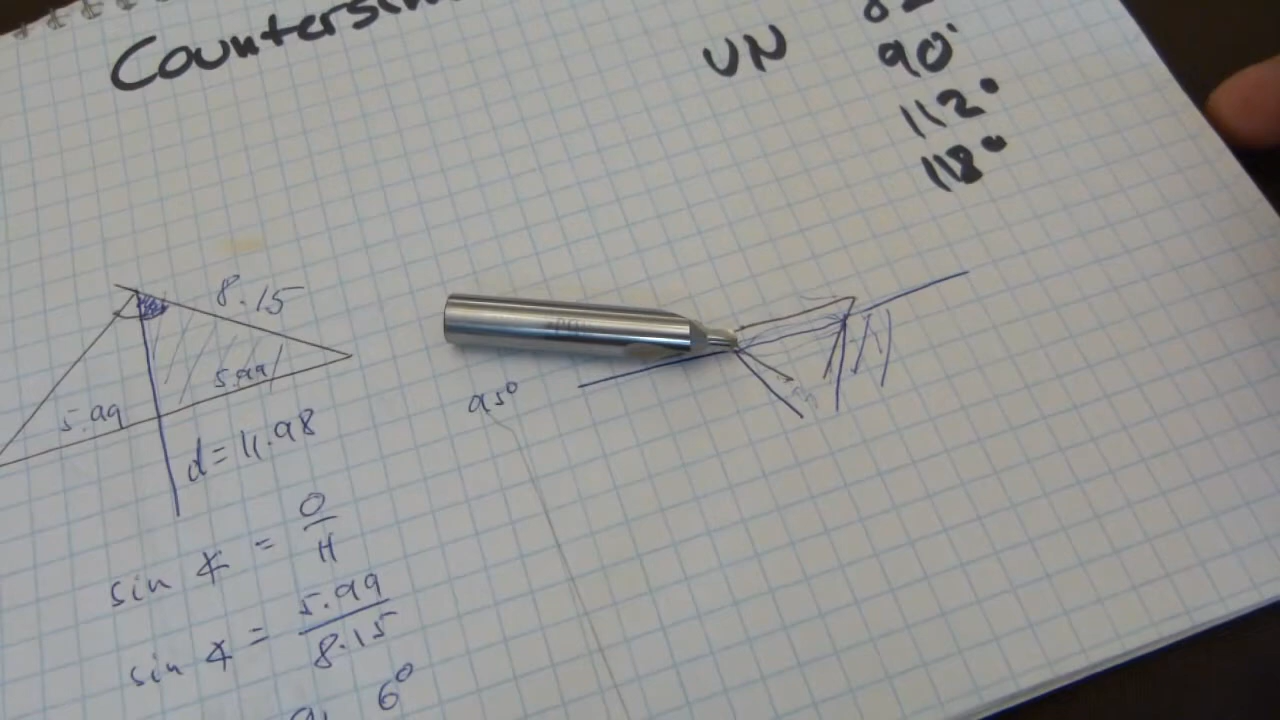 UN
90°
112°
118°
8.15
5.99
5.99
d = 11.98
95°
sin ∡ = O/H
sin ∡ = 5.99/8.15
6°